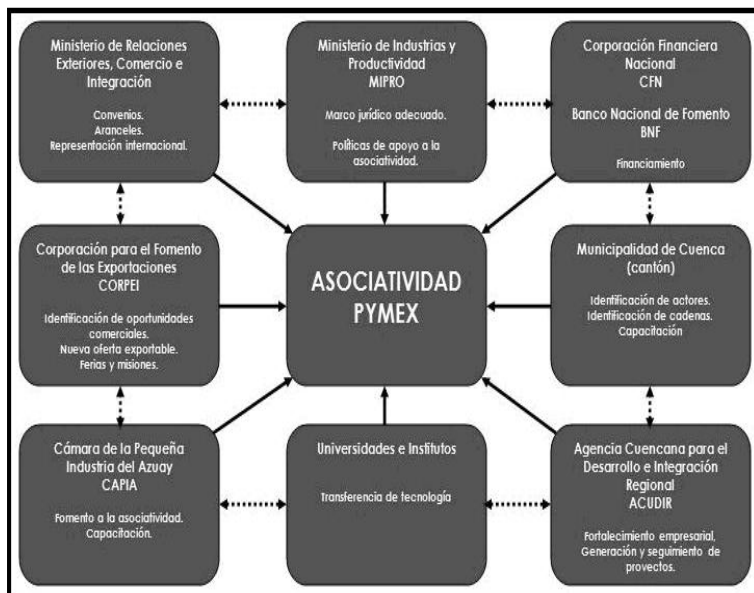 Ministerio de Relaciones
Exteriores, Comercio e
Integración
Convenios.
Aranceles.
Representación internacional.
Ministerio de Industrias y
Productividad
MIPRO
Marco jurídico adecuado.
Políticas de apoyo a la
asociatividad.
Corporación Financiera
Nacional
CFN
Banco Nacional de Fomento
BNF
Financiamiento
Corporación para el Fomento
de las Exportaciones
CORPEI
Identificación de oportunidades
comerciales.
Nueva oferta exportable.
Ferias y misiones.
ASOCIATIVIDAD
PYMEX
Municipalidad de Cuenca
(cantón)
Identificación de actores.
Identificación de cadenas.
Capacitación
Cámara de la Pequeña
Industria del Azuay
CAPIA
Fomento a la asociatividad.
Capacitación.
Universidades e Institutos
Transferencia de tecnología
Agencia Cuencana para el
Desarrollo e Integración
Regional
ACUDIR
Fortalecimiento empresarial,
Generación y seguimiento de
proyectos.